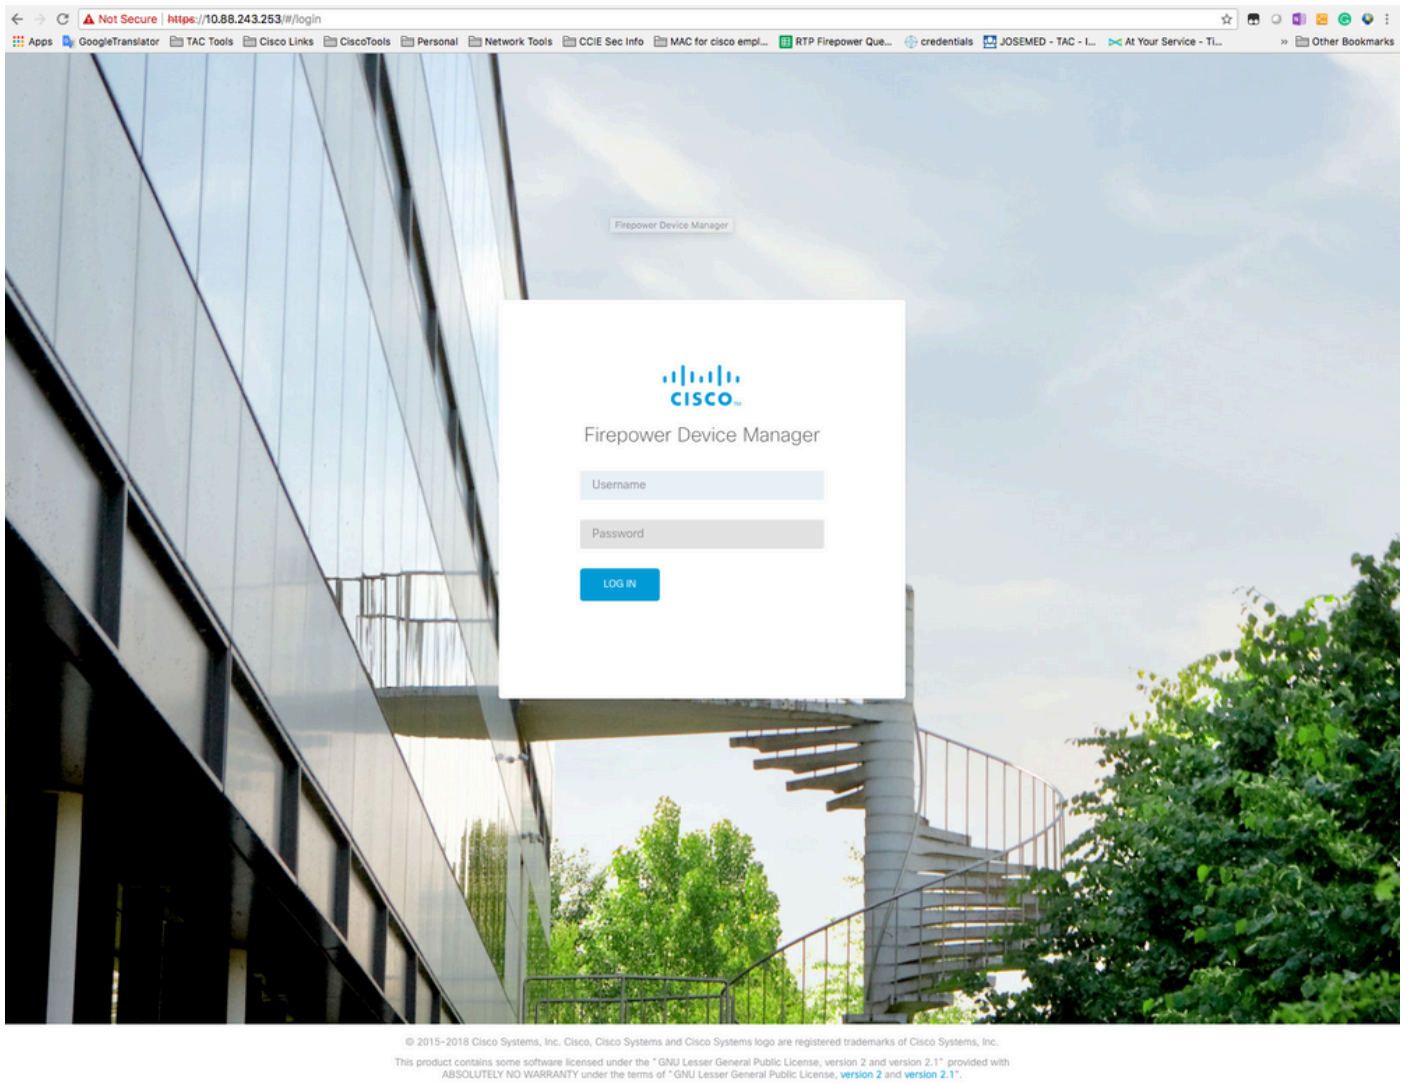 Not Secure https://10.88.243.253/#/login
Apps GoogleTranslator TAC Tools Cisco Links CiscoTools Personal Network Tools CCIE Sec Info MAC for cisco empl... RTP Firepower Que... credentials JOSEMED - TAC - I... At Your Service - Ti... » Other Bookmarks
Firepower Device Manager
CISCO™
Firepower Device Manager
Username
Password
LOG IN
© 2015-2018 Cisco Systems, Inc. Cisco, Cisco Systems and Cisco Systems logo are registered trademarks of Cisco Systems, Inc.
This product contains some software licensed under the "GNU Lesser General Public License, version 2 and version 2.1" provided with
ABSOLUTELY NO WARRANTY under the terms of "GNU Lesser General Public License, version 2 and version 2.1".